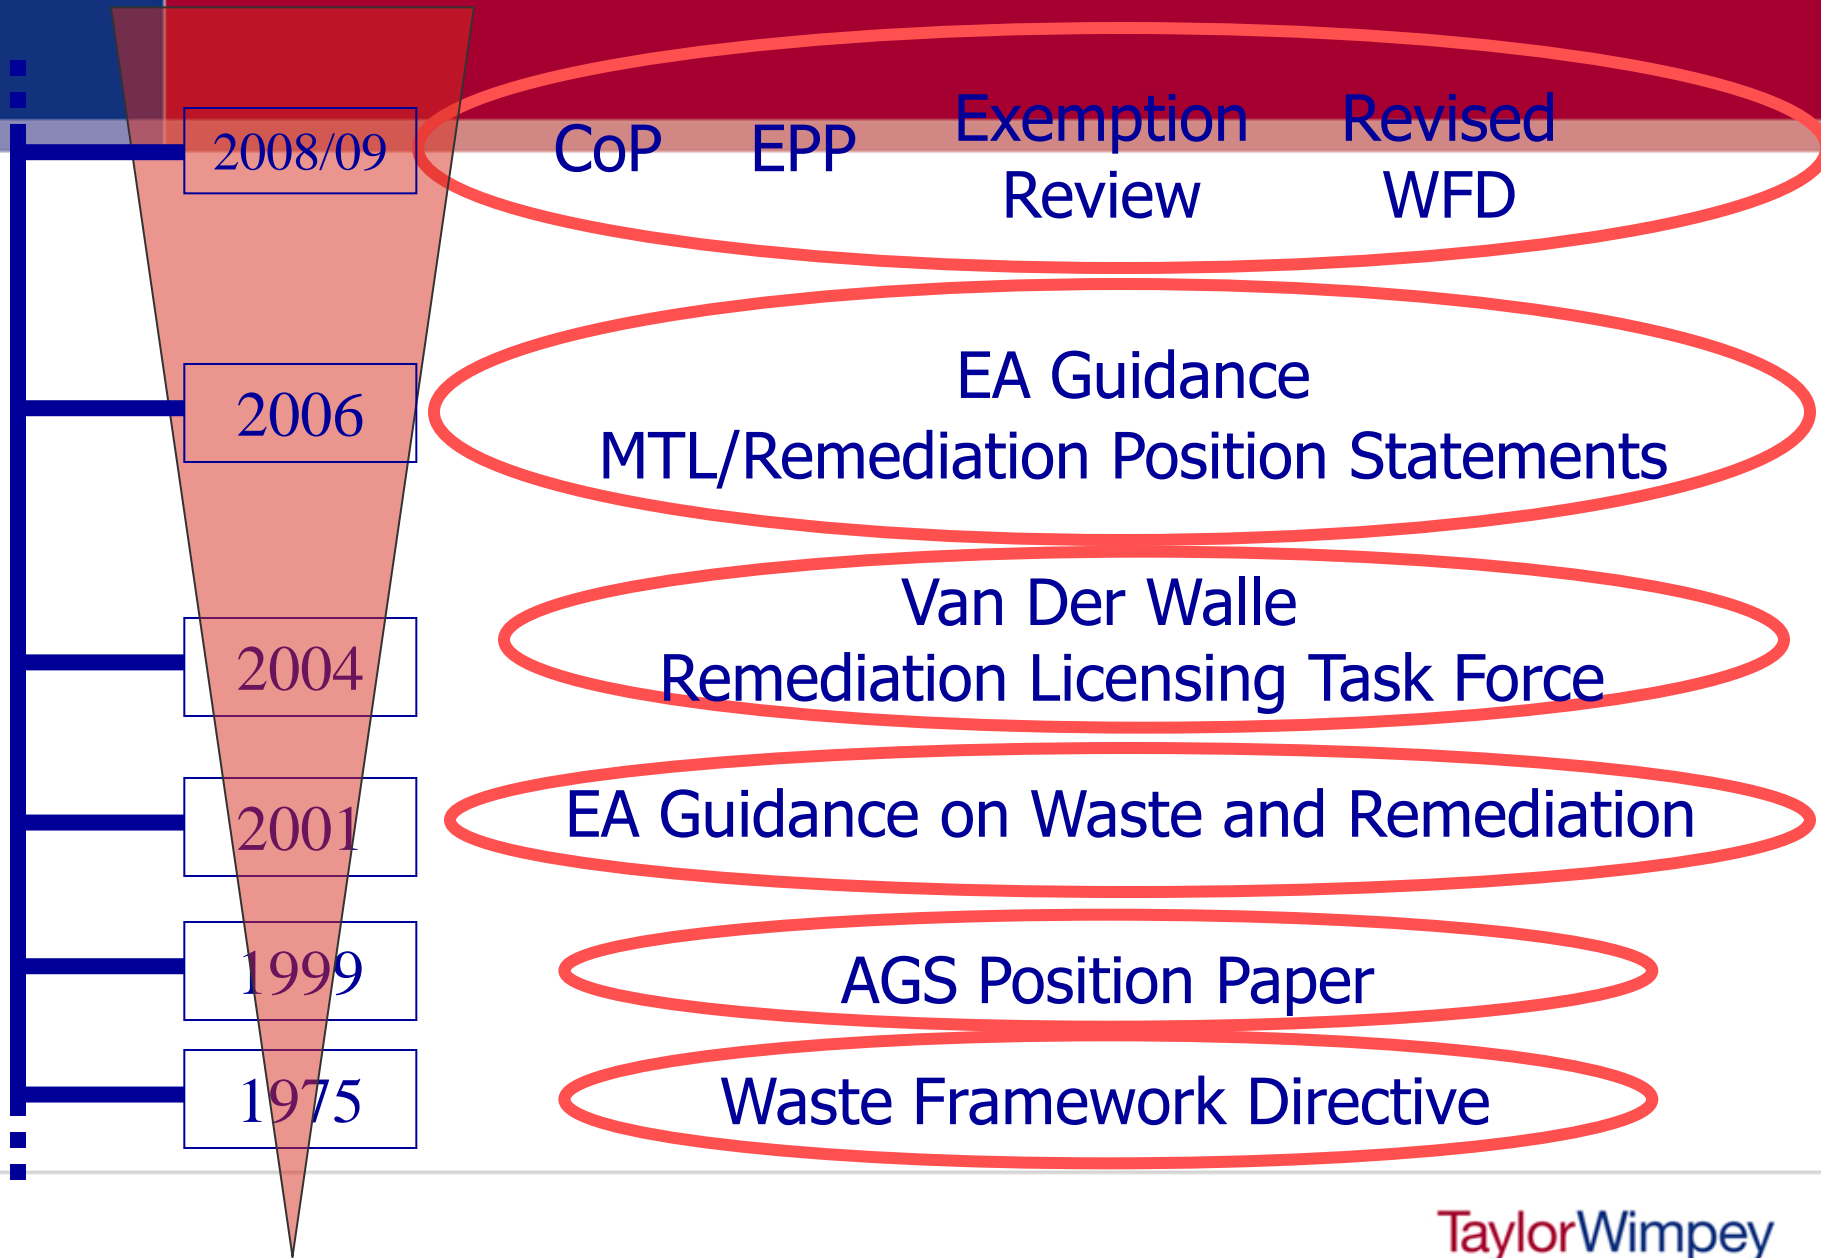 2008/09
CoP EPP Exemption Review Revised WFD
2006
EA Guidance
MTL/Remediation Position Statements
2004
Van Der Walle
Remediation Licensing Task Force
2001
EA Guidance on Waste and Remediation
1999
AGS Position Paper
1975
Waste Framework Directive
TaylorWimpey